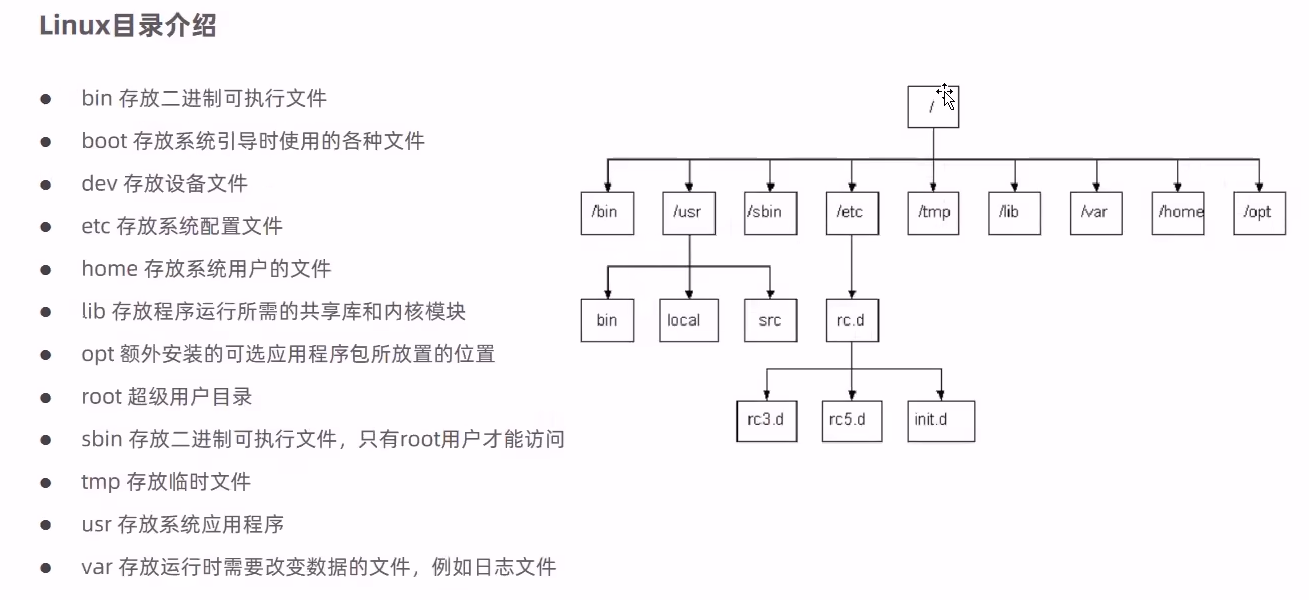 Linux目录介绍
bin 存放二进制可执行文件
boot 存放系统引导时使用的各种文件
dev 存放设备文件
etc 存放系统配置文件
home 存放系统用户的文件
lib 存放程序运行所需的共享库和内核模块
opt 额外安装的可选应用程序包所放置的位置
root 超级用户目录
sbin 存放二进制可执行文件，只有root用户才能访问
tmp 存放临时文件
usr 存放系统应用程序
var 存放运行时需要改变数据的文件，例如日志文件
/
/bin /usr /sbin /etc /tmp /lib /var /home /opt
bin local src rc.d
rc3.d rc5.d init.d